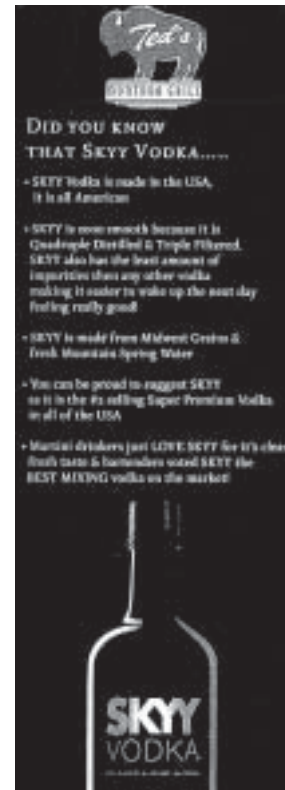 Ted's
MONTANA GRILL
DID YOU KNOW
THAT SKYY VODKA.....
• SKYY Vodka is made in the USA,
it is all American
• SKYY is sooo smooth because it is
Quadruple Distilled & Triple Filtered.
SKYY also has the least amount of
impurities then any other vodka
making it easier to wake up the next day
feeling really good!
• SKYY is made from Midwest Grains &
Fresh Mountain Spring Water
• You can be proud to suggest SKYY
as it is the #1 selling Super Premium Vodka
in all of the USA
• Martini drinkers just LOVE SKYY for it's clean
fresh taste & bartenders voted SKYY the
BEST MIXING vodka on the market!
SKYY
VODKA